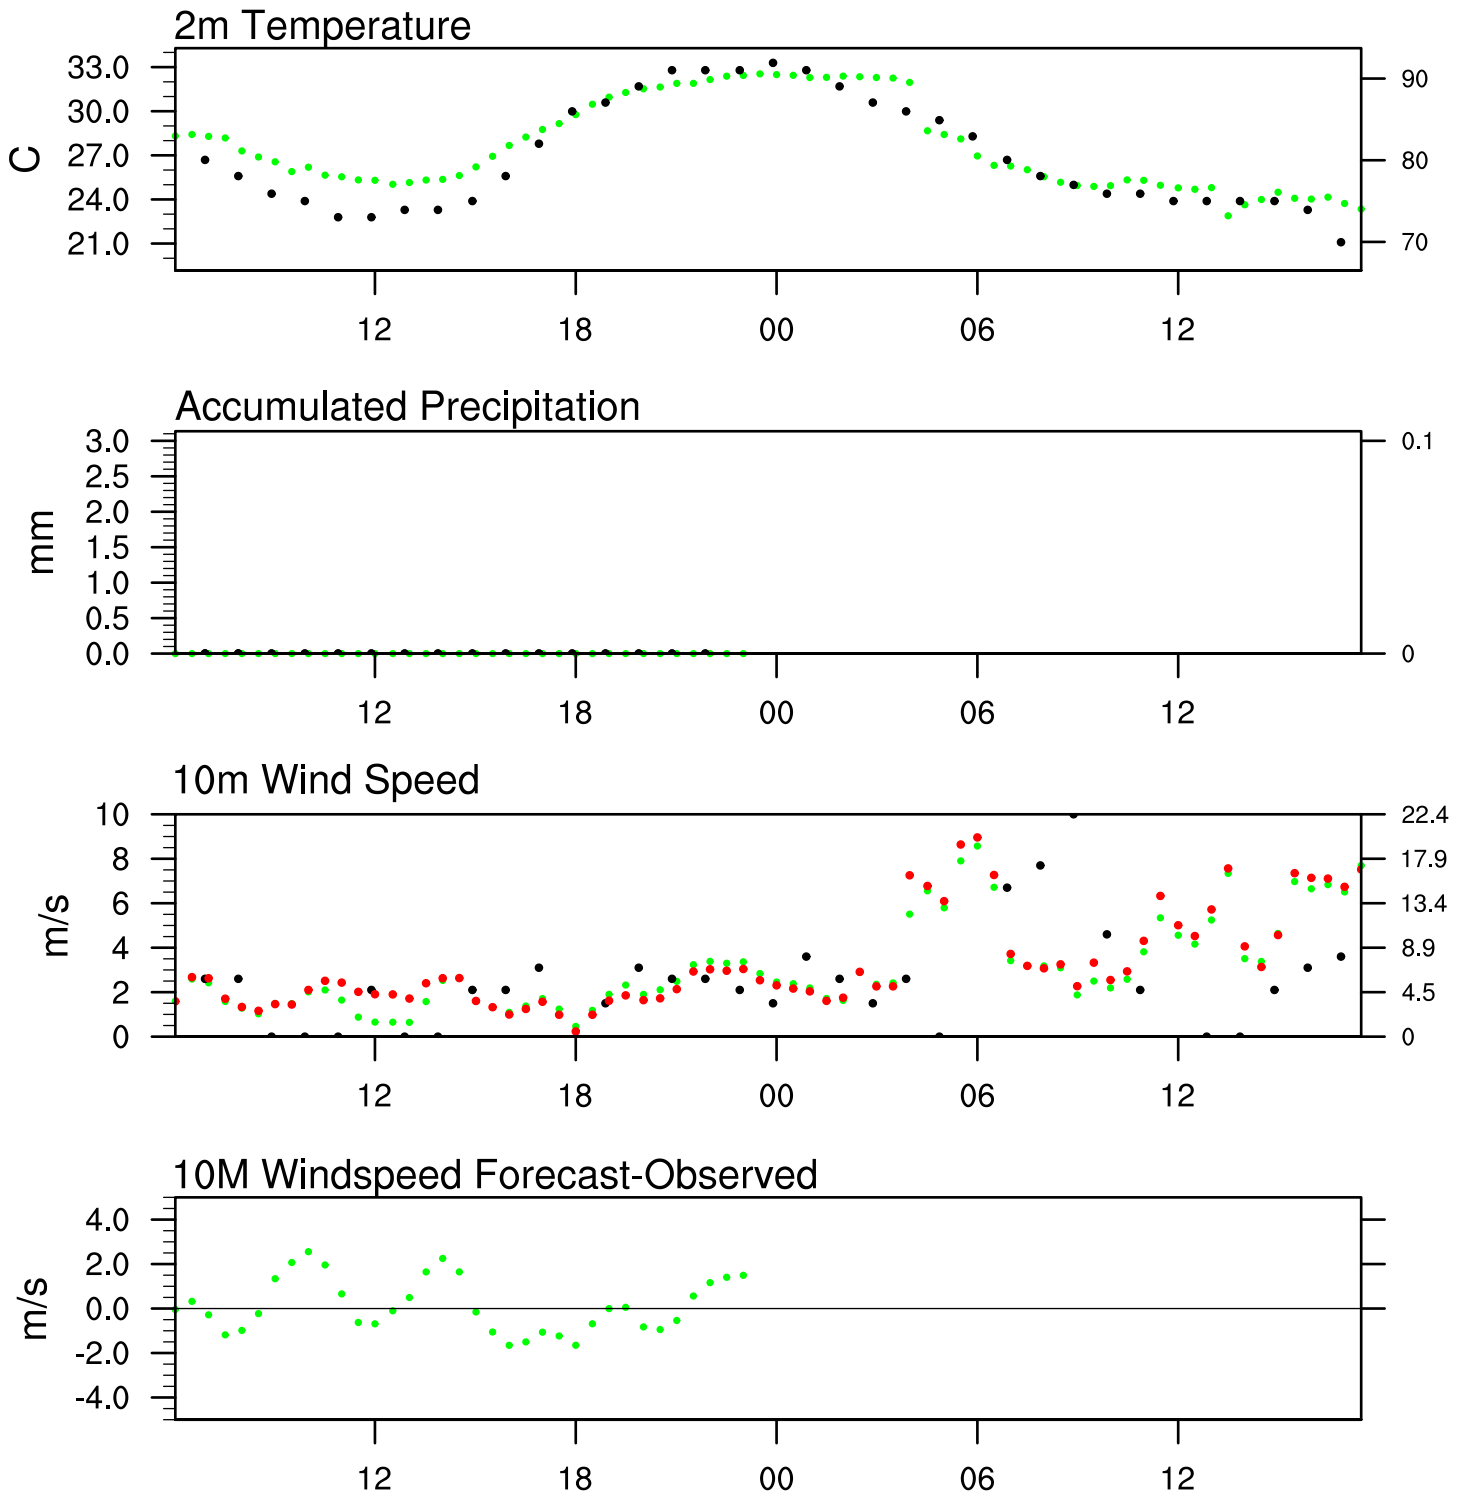 2m Temperature
33.0
30.0
27.0
24.0
21.0
C
90
80
70
12 18 00 06 12
Accumulated Precipitation
3.0
2.5
2.0
1.5
1.0
0.5
0.0
mm
0.1
0
12 18 00 06 12
10m Wind Speed
10
8
6
4
2
0
m/s
22.4
17.9
13.4
8.9
4.5
0
12 18 00 06 12
10M Windspeed Forecast-Observed
4.0
2.0
0.0
-2.0
-4.0
m/s
12 18 00 06 12